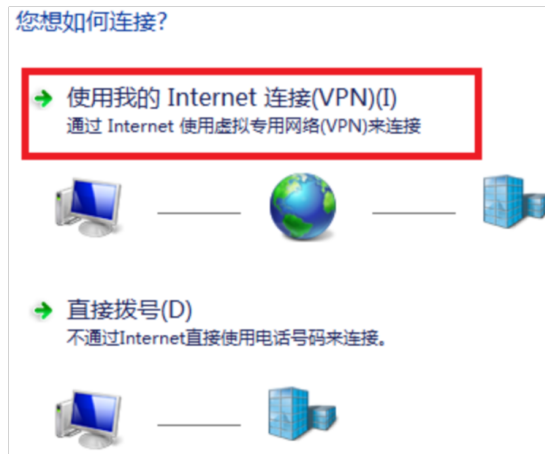 您想如何连接?
使用我的 Internet 连接(VPN)(I)
通过 Internet 使用虚拟专用网络(VPN)来连接
直接拨号(D)
不通过Internet直接使用电话号码来连接。